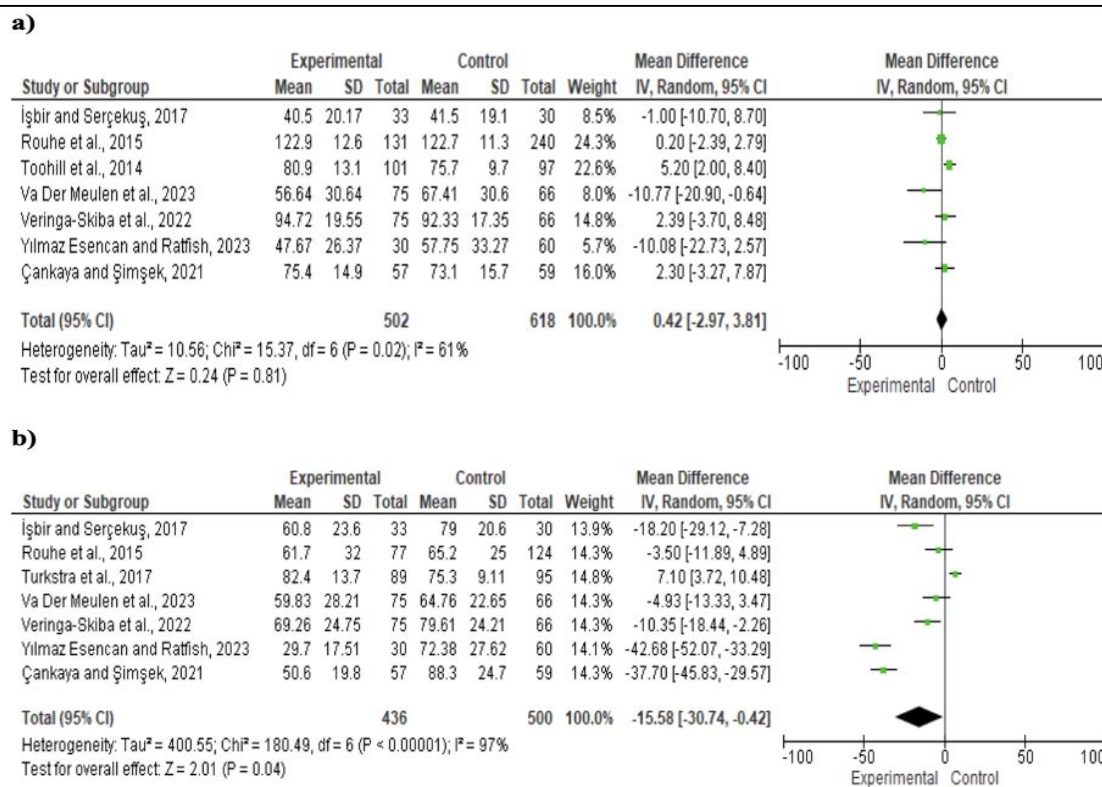 a)
Experimental Control Mean Difference Mean Difference
Study or Subgroup Mean SD Total Mean SD Total Weight IV, Random, 95% CI IV, Random, 95% CI
İşbir and Serçekuş, 2017 40.5 20.17 33 41.5 19.1 30 8.5% -1.00 [-10.70, 8.70]
Rouhe et al., 2015 122.9 12.6 131 122.7 11.3 240 24.3% 0.20 [-2.39, 2.79]
Toohill et al., 2014 80.9 13.1 101 75.7 9.7 97 22.6% 5.20 [2.00, 8.40]
Va Der Meulen et al., 2023 56.64 30.64 75 67.41 30.6 66 8.0% -10.77 [-20.90, -0.64]
Veringa-Skiba et al., 2022 94.72 19.55 75 92.33 17.35 66 14.8% 2.39 [-3.70, 8.48]
Yılmaz Esencan and Ratfish, 2023 47.67 26.37 30 57.75 33.27 60 5.7% -10.08 [-22.73, 2.57]
Çankaya and Şimşek, 2021 75.4 14.9 57 73.1 15.7 59 16.0% 2.30 [-3.27, 7.87]
Total (95% CI) 502 618 100.0% 0.42 [-2.97, 3.81]
Heterogeneity: Tau² = 10.56; Chi² = 15.37, df = 6 (P = 0.02); I² = 61%
Test for overall effect: Z = 0.24 (P = 0.81)
-100 -50 0 50 100
Experimental Control
b)
Experimental Control Mean Difference Mean Difference
Study or Subgroup Mean SD Total Mean SD Total Weight IV, Random, 95% CI IV, Random, 95% CI
İşbir and Serçekuş, 2017 60.8 23.6 33 79 20.6 30 13.9% -18.20 [-29.12, -7.28]
Rouhe et al., 2015 61.7 32 77 65.2 25 124 14.3% -3.50 [-11.89, 4.89]
Turkstra et al., 2017 82.4 13.7 89 75.3 9.11 95 14.8% 7.10 [3.72, 10.48]
Va Der Meulen et al., 2023 59.83 28.21 75 64.76 22.65 66 14.3% -4.93 [-13.33, 3.47]
Veringa-Skiba et al., 2022 69.26 24.75 75 79.61 24.21 66 14.3% -10.35 [-18.44, -2.26]
Yılmaz Esencan and Ratfish, 2023 29.7 17.51 30 72.38 27.62 60 14.1% -42.68 [-52.07, -33.29]
Çankaya and Şimşek, 2021 50.6 19.8 57 88.3 24.7 59 14.3% -37.70 [-45.83, -29.57]
Total (95% CI) 436 500 100.0% -15.58 [-30.74, -0.42]
Heterogeneity: Tau² = 400.55; Chi² = 180.49, df = 6 (P < 0.00001); I² = 97%
Test for overall effect: Z = 2.01 (P = 0.04)
-100 -50 0 50 100
Experimental Control